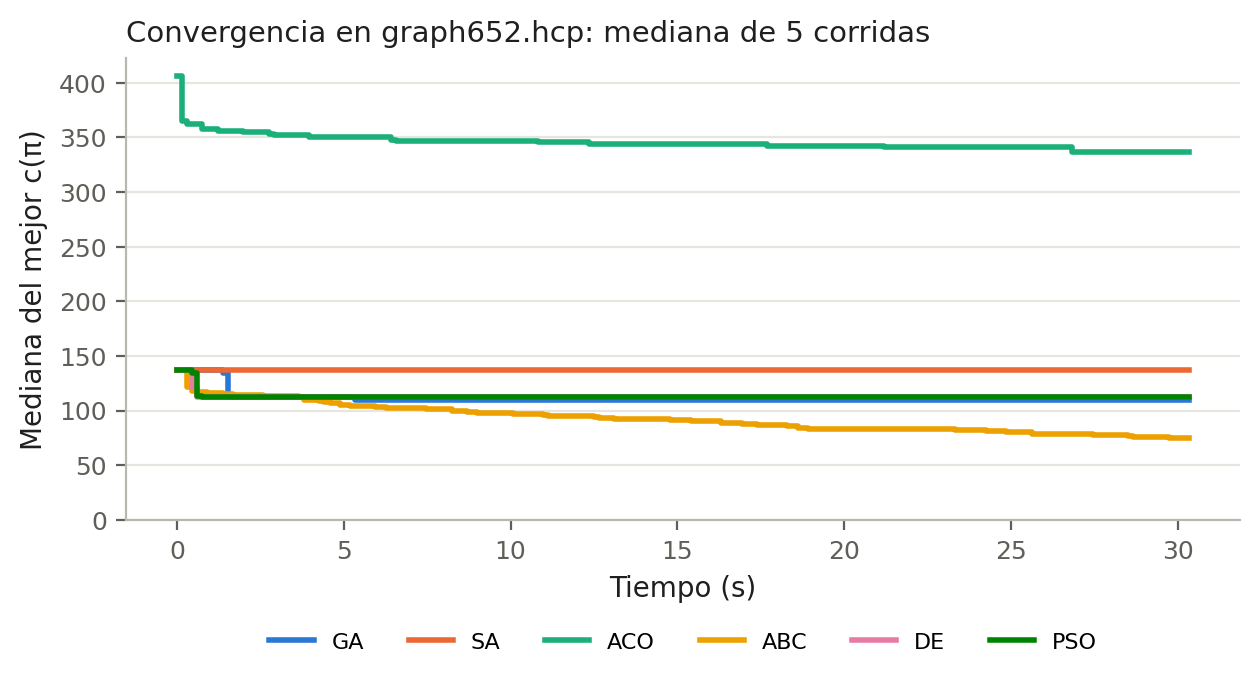 Convergencia en graph652.hcp: mediana de 5 corridas
Mediana del mejor c(π)
400
350
300
250
200
150
100
50
0
0 5 10 15 20 25 30
Tiempo (s)
GA SA ACO ABC DE PSO